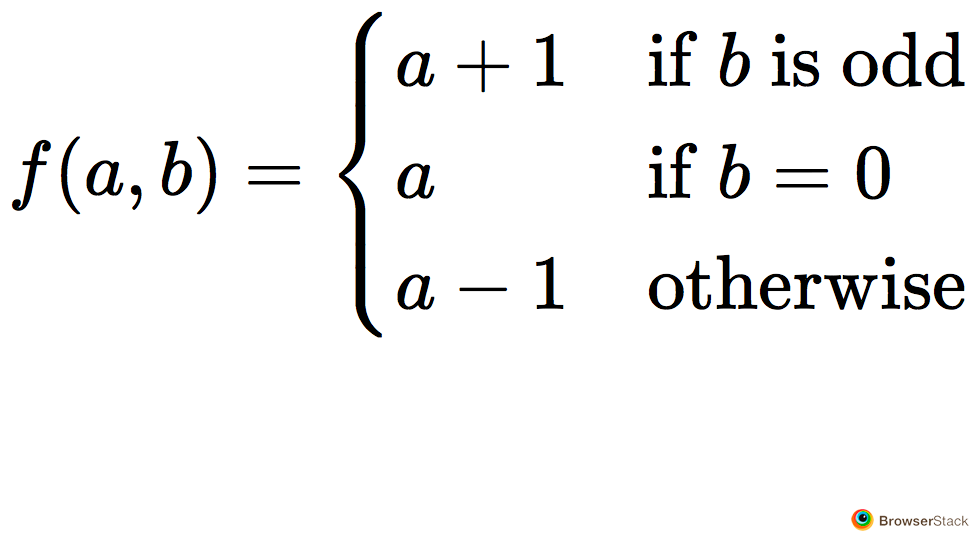 a + 1 if b is odd
f(a, b) = { a if b = 0
a − 1 otherwise
BrowserStack